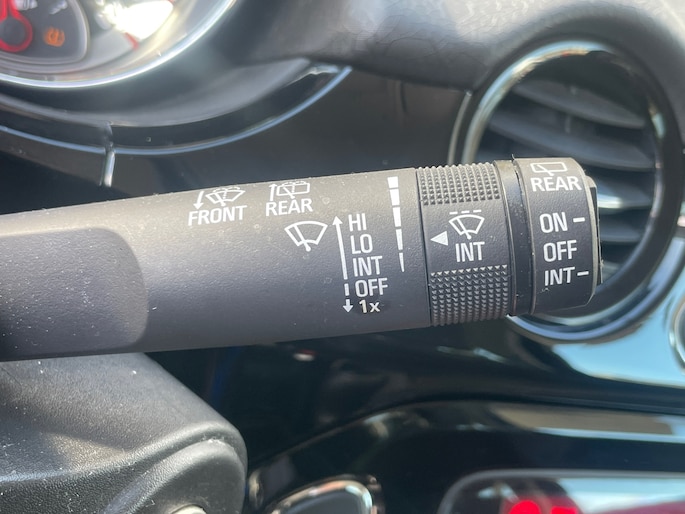 FRONT
REAR
HI
LO
INT
OFF
1x
INT
REAR
ON
OFF
INT